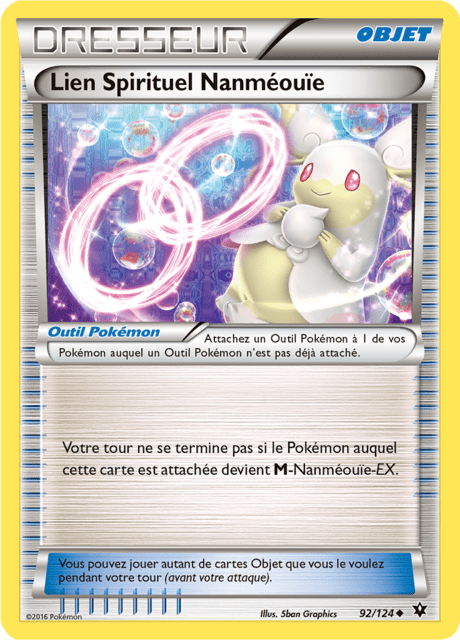 DRESSEUR
OBJET
Lien Spirituel Nanméouïe
Outil Pokémon
Attachez un Outil Pokémon à 1 de vos
Pokémon auquel un Outil Pokémon n'est pas déjà attaché.
Votre tour ne se termine pas si le Pokémon auquel
cette carte est attachée devient M-Nanméouïe-EX.
Vous pouvez jouer autant de cartes Objet que vous le voulez
pendant votre tour (avant votre attaque).
©2016 Pokémon
Illus. 5ban Graphics
92/124